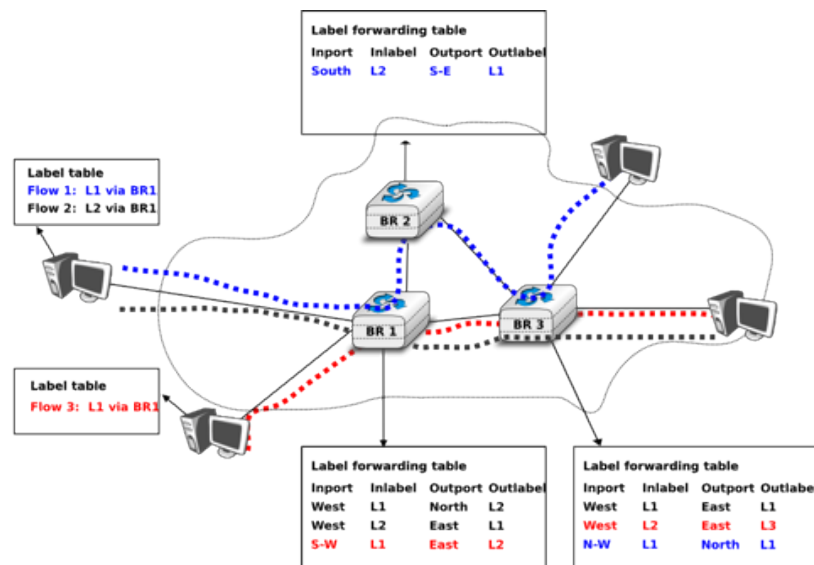 Label forwarding table
Inport Inlabel Outport Outlabel
South L2 S-E L1
Label table
Flow 1: L1 via BR1
Flow 2: L2 via BR1
BR 2
BR 1
BR 3
Label table
Flow 3: L1 via BR1
Label forwarding table
Inport Inlabel Outport Outlabel
West L1 North L2
West L2 East L1
S-W L1 East L2
Label forwarding table
Inport Inlabel Outport Outlabel
West L1 East L1
West L2 East L3
N-W L1 North L1